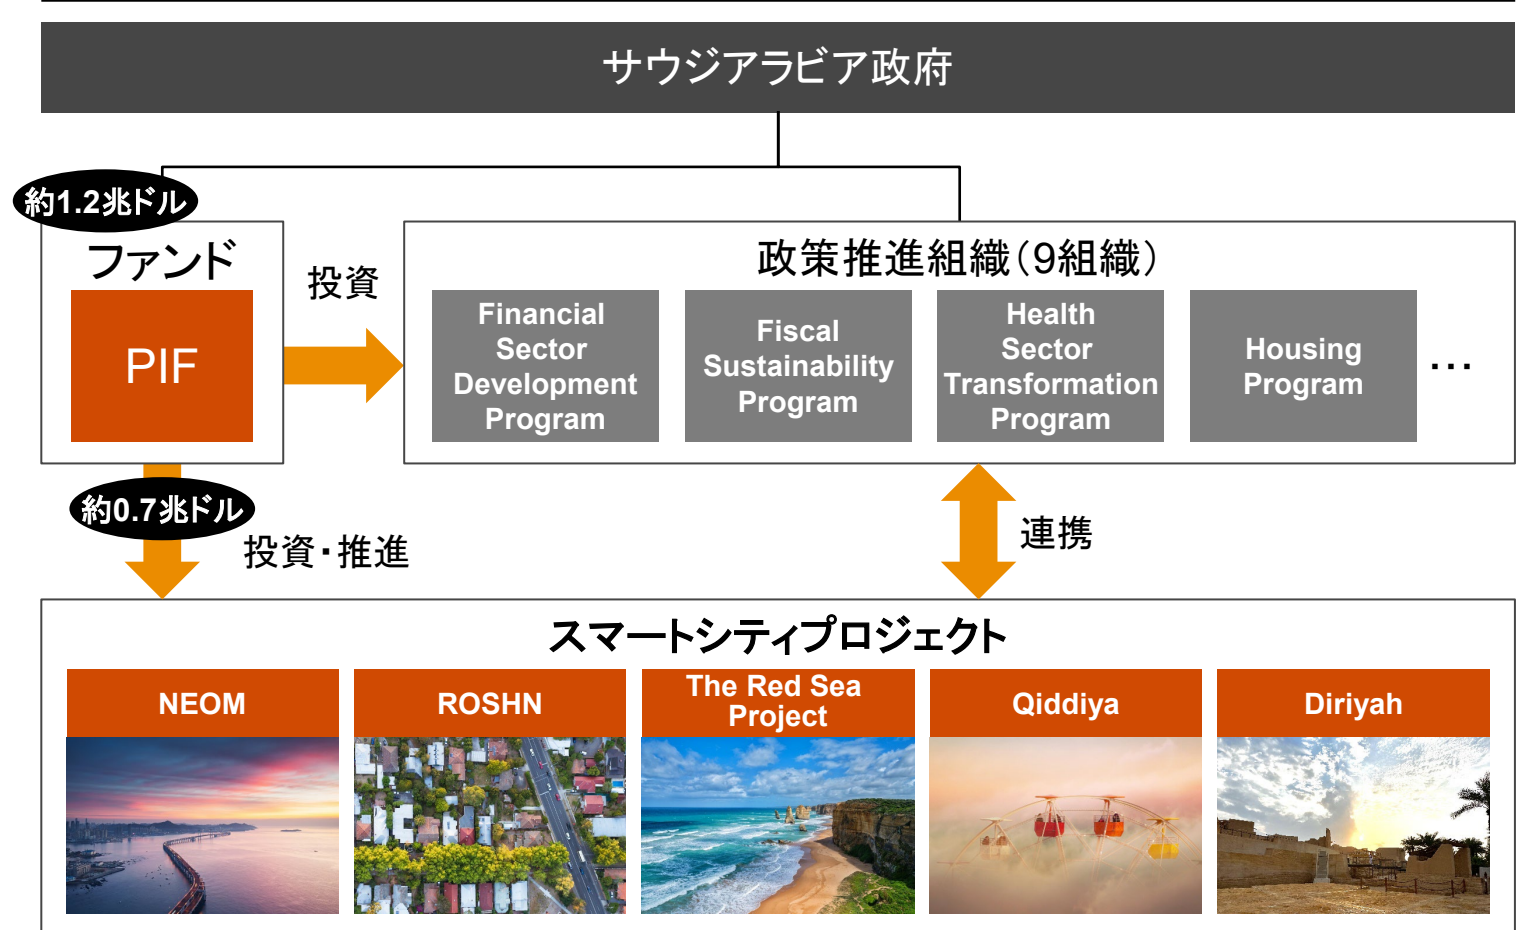 サウジアラビア政府
約1.2兆ドル
ファンド
PIF
投資
政策推進組織（9組織）
Financial
Sector
Development
Program
Fiscal
Sustainability
Program
Health
Sector
Transformation
Program
Housing
Program
…
約0.7兆ドル
投資・推進
連携
スマートシティプロジェクト
NEOM
ROSHN
The Red Sea
Project
Qiddiya
Diriyah